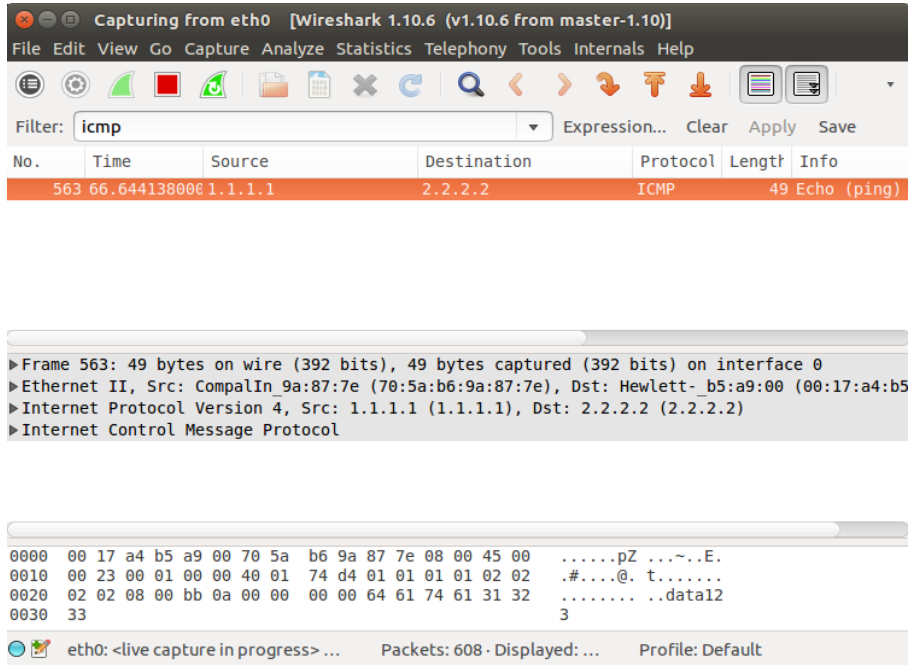 Capturing from eth0 [Wireshark 1.10.6 (v1.10.6 from master-1.10)]
File Edit View Go Capture Analyze Statistics Telephony Tools Internals Help
Filter: icmp Expression... Clear Apply Save
No. Time Source Destination Protocol Length Info
563 66.644138000 1.1.1.1 2.2.2.2 ICMP 49 Echo (ping)
Frame 563: 49 bytes on wire (392 bits), 49 bytes captured (392 bits) on interface 0
Ethernet II, Src: CompalIn_9a:87:7e (70:5a:b6:9a:87:7e), Dst: Hewlett-_b5:a9:00 (00:17:a4:b5
Internet Protocol Version 4, Src: 1.1.1.1 (1.1.1.1), Dst: 2.2.2.2 (2.2.2.2)
Internet Control Message Protocol
0000 00 17 a4 b5 a9 00 70 5a b6 9a 87 7e 08 00 45 00 ......pZ ...~..E.
0010 00 23 00 01 00 00 40 01 74 d4 01 01 01 01 02 02 .#....@. t.......
0020 02 02 08 00 bb 0a 00 00 00 00 64 61 74 61 31 32 ........ ..data12
0030 33 3
eth0: <live capture in progress> ... Packets: 608 · Displayed: ... Profile: Default